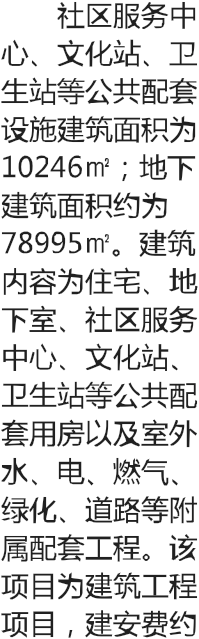 社区服务中
心、文化站、卫
生站等公共配套
设施建筑面积为
10246㎡；地下
建筑面积约为
78995㎡。建筑
内容为住宅、地
下室、社区服务
中心、文化站、
卫生站等公共配
套用房以及室外
水、电、燃气、
绿化、道路等附
属配套工程。该
项目为建筑工程
项目，建安费约